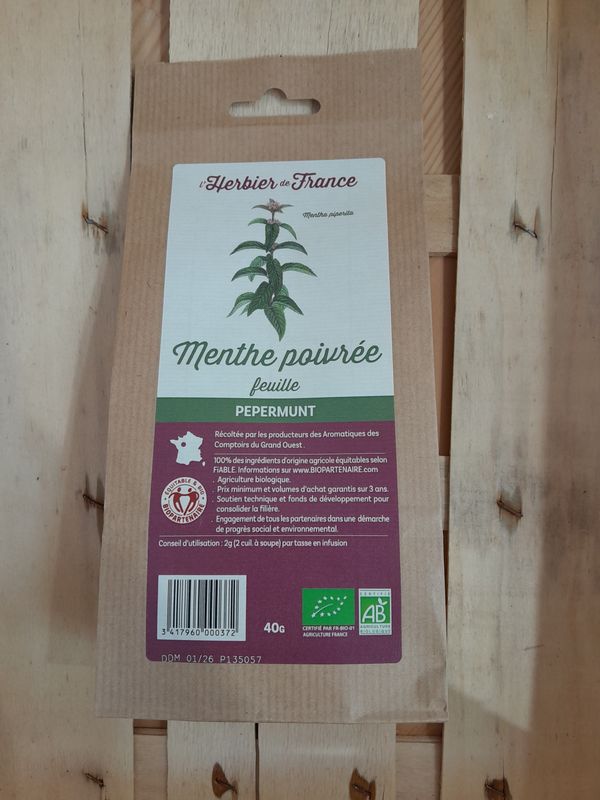 l'Herbier de France
Mentha piperita
Menthe poivrée
feuille
PEPERMUNT
Récoltée par les producteurs des Aromatiques des
Comptoirs du Grand Ouest.
100% des ingrédients d'origine agricole équitables selon
FiABLE. Informations sur www.BIOPARTENAIRE.com
. Agriculture biologique.
. Prix minimum et volumes d'achat garantis sur 3 ans.
. Soutien technique et fonds de développement pour
consolider la filière.
. Engagement de tous les partenaires dans une démarche
de progrès social et environnemental.
ÉQUITABLE & BIO
BIOPARTENAIRE
Conseil d'utilisation : 2g (2 cuil. à soupe) par tasse en infusion
3 417960 000372
40G
CERTIFIÉ PAR FR-BIO-01
AGRICULTURE FRANCE
CERTIFIÉ
AB
AGRICULTURE
BIOLOGIQUE
DDM 01/26 P135057